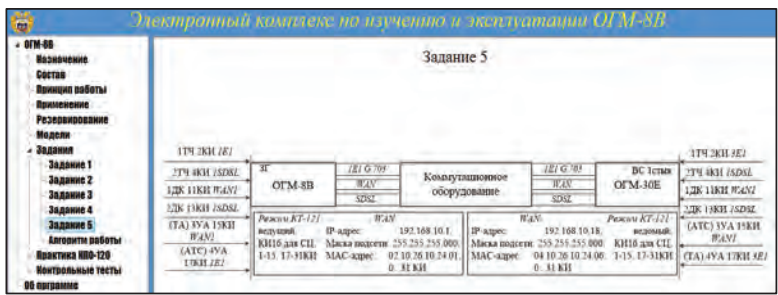 Электронный комплекс по изучению и эксплуатации ОГМ-8В
ОГМ-8В
Назначение
Состав
Принцип работы
Применение
Резервирование
Модели
Задания
Задание 1
Задание 2
Задание 3
Задание 4
Задание 5
Алгоритм работы
Практика НПО-120
Контрольные тесты
Об программе
Задание 5
1ТЧ 2КИ 1E1
2ТЧ 4КИ 1SDSL
1ДК 11КИ WAN1
2ДК 13КИ 1SDSL
(ТА) 3УА 15КИ
WAN1
(АТС) 4УА
17КИ 1E1
ЗГ
ОГМ-8В
1E1 G.703
WAN
SDSL
Коммутационное
оборудование
1E1 G.703
WAN
SDSL
ВС 1стык
ОГМ-30Е
1ТЧ 2КИ 3E1
2ТЧ 4КИ 1SDSL
1ДК 11КИ WAN1
2ДК 13КИ 1SDSL
(АТС) 3УА 15КИ
WAN1
(ТА) 4УА 17КИ 3E1
Режим КТ-121
ведущий.
КИ16 для СЦ.
1-15, 17-31КИ
WAN
IP-адрес: 192.168.10.1.
Маска подсети: 255.255.255.000.
MAC-адрес: 02.10.26.10.24.01.
0...31 КИ
WAN
IP-адрес: 192.168.10.18.
Маска подсети: 255.255.255.000.
MAC-адрес: 04.10.26.10.24.06.
0...31 КИ
Режим КТ-121
ведомый.
КИ16 для СЦ.
1-15, 17-31КИ